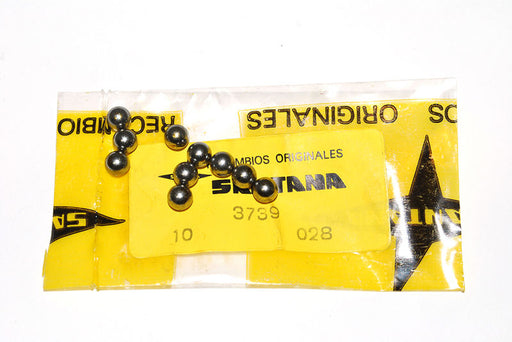 RECAMBIO
ORIGINALES
MBIOS ORIGINALES
SANTANA
3739
10 028